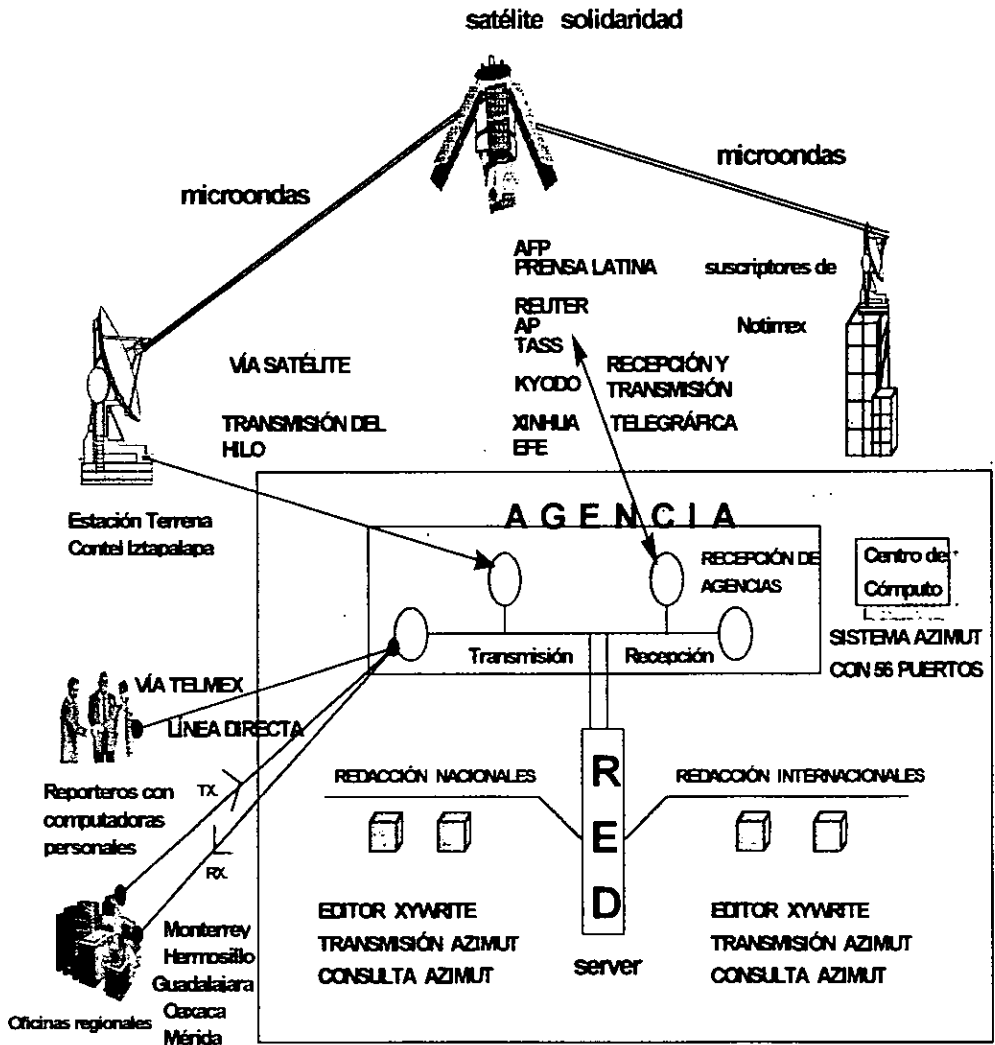 satélite solidaridad
microondas
microondas
AFP
PRENSA LATINA
REUTER
AP
TASS
KYODO
XINHUA
EFE
suscriptores de
Notimex
VÍA SATÉLITE
TRANSMISIÓN DEL
HILO
RECEPCIÓN Y
TRANSMISIÓN
TELEGRÁFICA
Estación Terrena
Contel Iztapalapa
AGENCIA
RECEPCIÓN DE
AGENCIAS
Centro de
Cómputo
SISTEMA AZIMUT
CON 56 PUERTOS
Transmisión
Recepción
VÍA TELMEX
LÍNEA DIRECTA
Reporteros con
computadoras
personales
TX.
RX.
REDACCIÓN NACIONALES
RED
REDACCIÓN INTERNACIONALES
EDITOR XYWRITE
TRANSMISIÓN AZIMUT
CONSULTA AZIMUT
server
EDITOR XYWRITE
TRANSMISIÓN AZIMUT
CONSULTA AZIMUT
Monterrey
Hermosillo
Guadalajara
Oaxaca
Mérida
Oficinas regionales